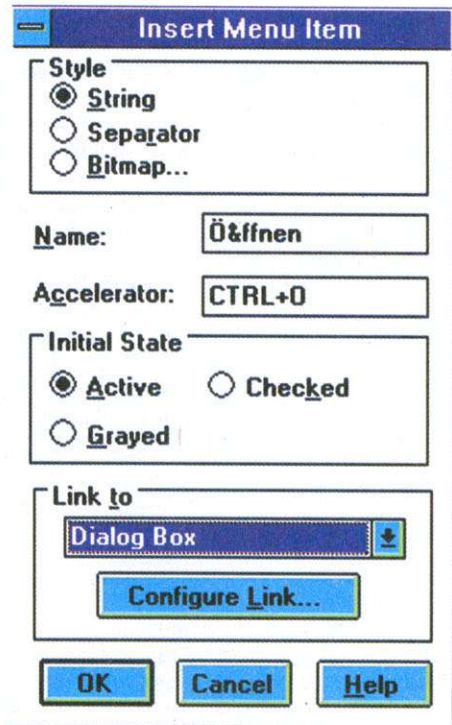 Insert Menu Item
Style
String
Separator
Bitmap...
Name: Ö&ffnen
Accelerator: CTRL+O
Initial State
Active Checked
Grayed
Link to
Dialog Box
Configure Link...
OK Cancel Help